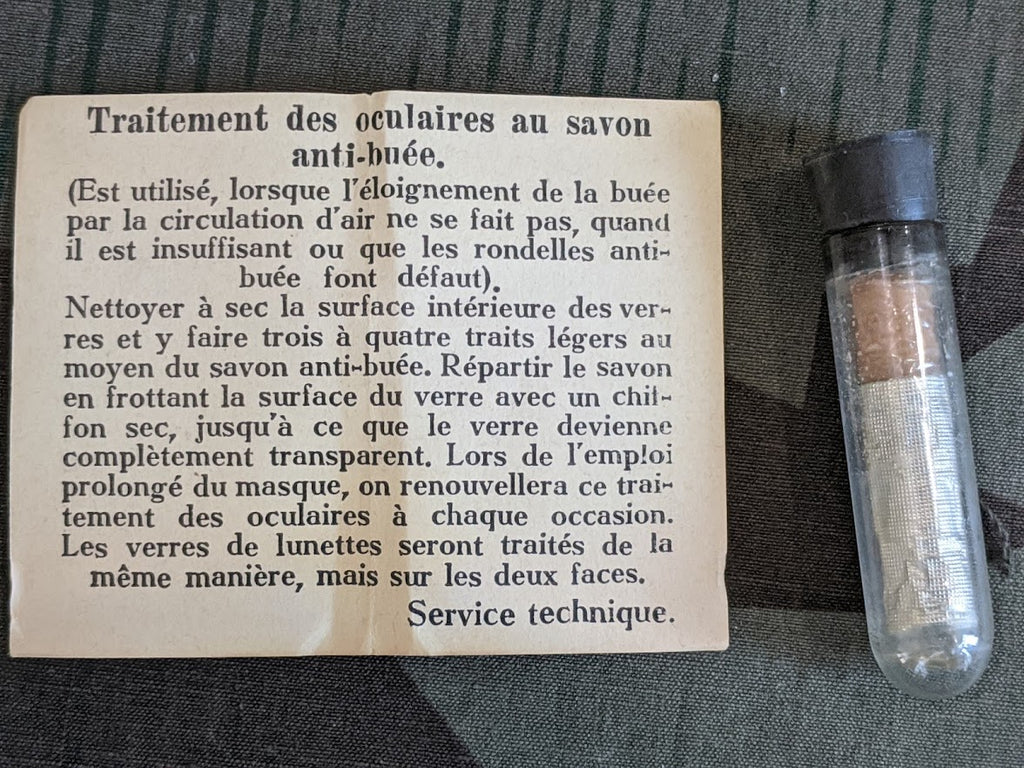 Traitement des oculaires au savon
anti-buée.
(Est utilisé, lorsque l'éloignement de la buée
par la circulation d'air ne se fait pas, quand
il est insuffisant ou que les rondelles anti-
buée font défaut).
Nettoyer à sec la surface intérieure des ver-
res et y faire trois à quatre traits légers au
moyen du savon anti-buée. Répartir le savon
en frottant la surface du verre avec un chif-
fon sec, jusqu'à ce que le verre devienne
complètement transparent. Lors de l'emploi
prolongé du masque, on renouvellera ce trai-
tement des oculaires à chaque occasion.
Les verres de lunettes seront traités de la
même manière, mais sur les deux faces.
Service technique.